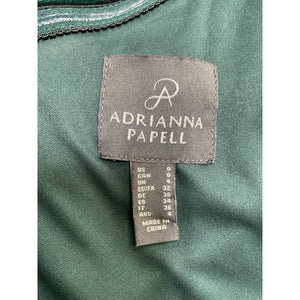 ADRIANNA
PAPELL
US 0
CAN 0
UK 4
EU/FR 32
DE 30
ES 34
IT 36
AUS 4
MADE IN
CHINA